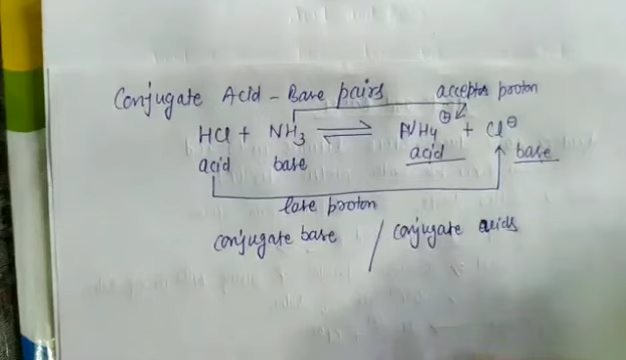 Conjugate Acid - Base pairs accepts proton
HCl + NH₃ ⇌ NH₄⊕ + Cl⊖
acid base acid base
lose proton
conjugate base / conjugate acids